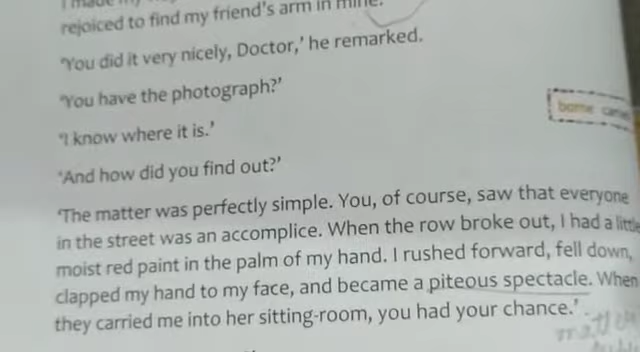 I made my
rejoiced to find my friend's arm in mine.
'You did it very nicely, Doctor,' he remarked.
'You have the photograph?'
'I know where it is.'
'And how did you find out?'
'The matter was perfectly simple. You, of course, saw that everyone
in the street was an accomplice. When the row broke out, I had a little
moist red paint in the palm of my hand. I rushed forward, fell down,
clapped my hand to my face, and became a piteous spectacle. When
they carried me into her sitting-room, you had your chance.'